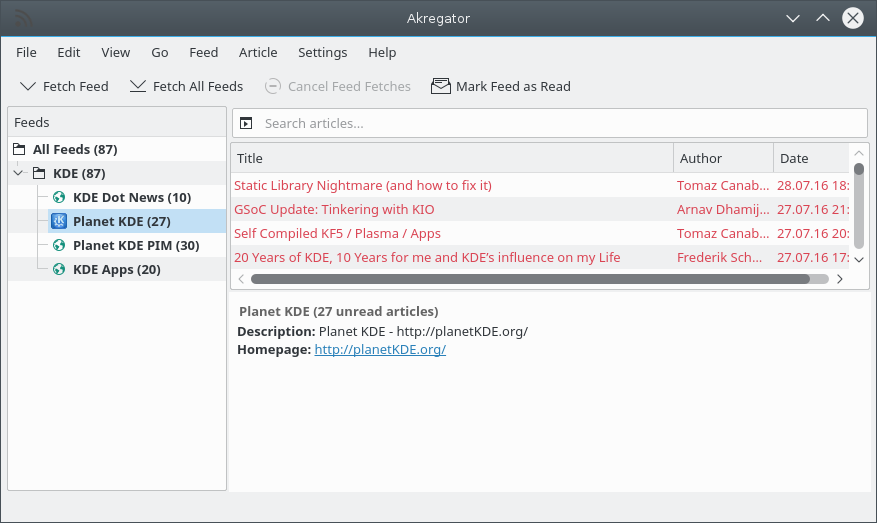 Akregator
File Edit View Go Feed Article Settings Help
Fetch Feed Fetch All Feeds Cancel Feed Fetches Mark Feed as Read
Feeds
All Feeds (87)
KDE (87)
KDE Dot News (10)
Planet KDE (27)
Planet KDE PIM (30)
KDE Apps (20)
Search articles...
Title Author Date
Static Library Nightmare (and how to fix it) Tomaz Canab... 28.07.16 18:
GSoC Update: Tinkering with KIO Arnav Dhamij... 27.07.16 21:
Self Compiled KF5 / Plasma / Apps Tomaz Canab... 27.07.16 20:
20 Years of KDE, 10 Years for me and KDE’s influence on my Life Frederik Sch... 27.07.16 17:
Planet KDE (27 unread articles)
Description: Planet KDE - http://planetKDE.org/
Homepage: http://planetKDE.org/